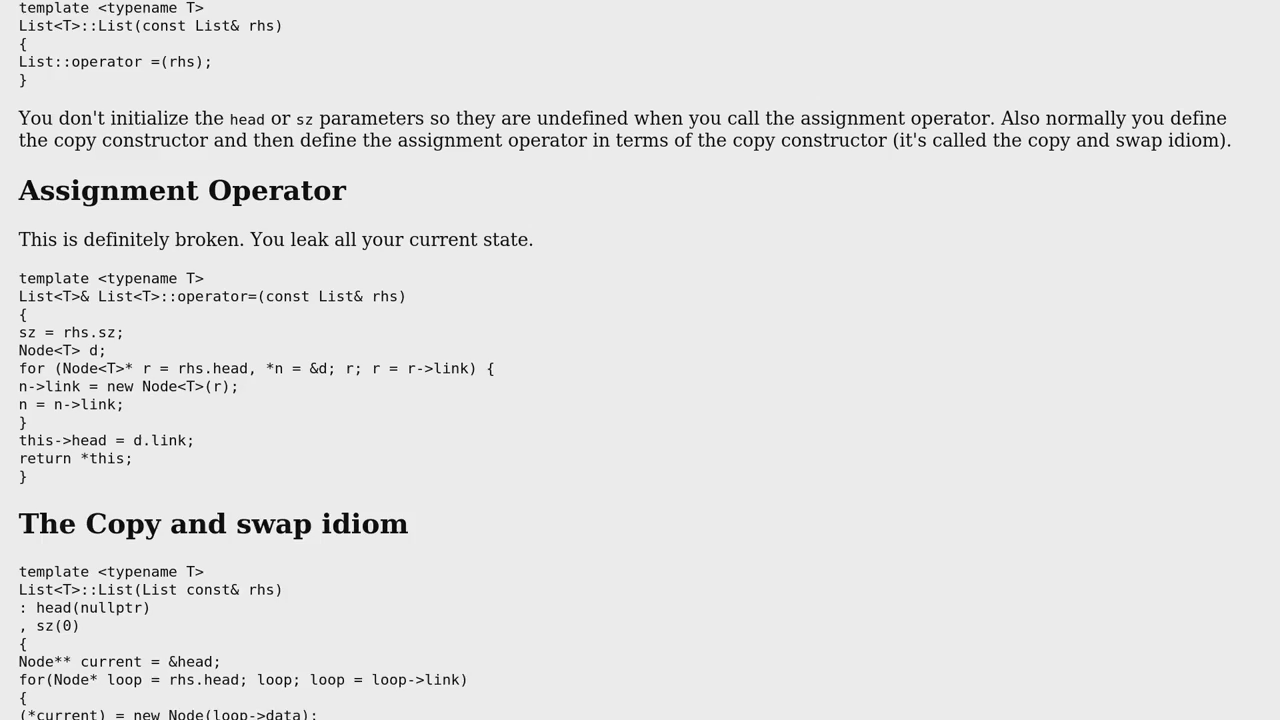 template <typename T>
List<T>::List(const List& rhs)
{
List::operator =(rhs);
}
You don't initialize the head or sz parameters so they are undefined when you call the assignment operator. Also normally you define
the copy constructor and then define the assignment operator in terms of the copy constructor (it's called the copy and swap idiom).
Assignment Operator
This is definitely broken. You leak all your current state.
template <typename T>
List<T>& List<T>::operator=(const List& rhs)
{
sz = rhs.sz;
Node<T> d;
for (Node<T>* r = rhs.head, *n = &d; r; r = r->link) {
n->link = new Node<T>(r);
n = n->link;
}
this->head = d.link;
return *this;
}
The Copy and swap idiom
template <typename T>
List<T>::List(List const& rhs)
: head(nullptr)
, sz(0)
{
Node** current = &head;
for(Node* loop = rhs.head; loop; loop = loop->link)
{
(*current) = new Node(loop->data);